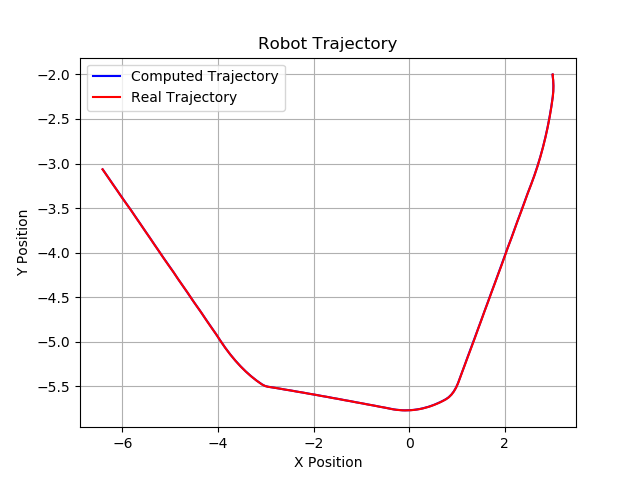 Robot Trajectory
Computed Trajectory
Real Trajectory
−2.0
−2.5
−3.0
−3.5
−4.0
−4.5
−5.0
−5.5
Y Position
−6 −4 −2 0 2
X Position